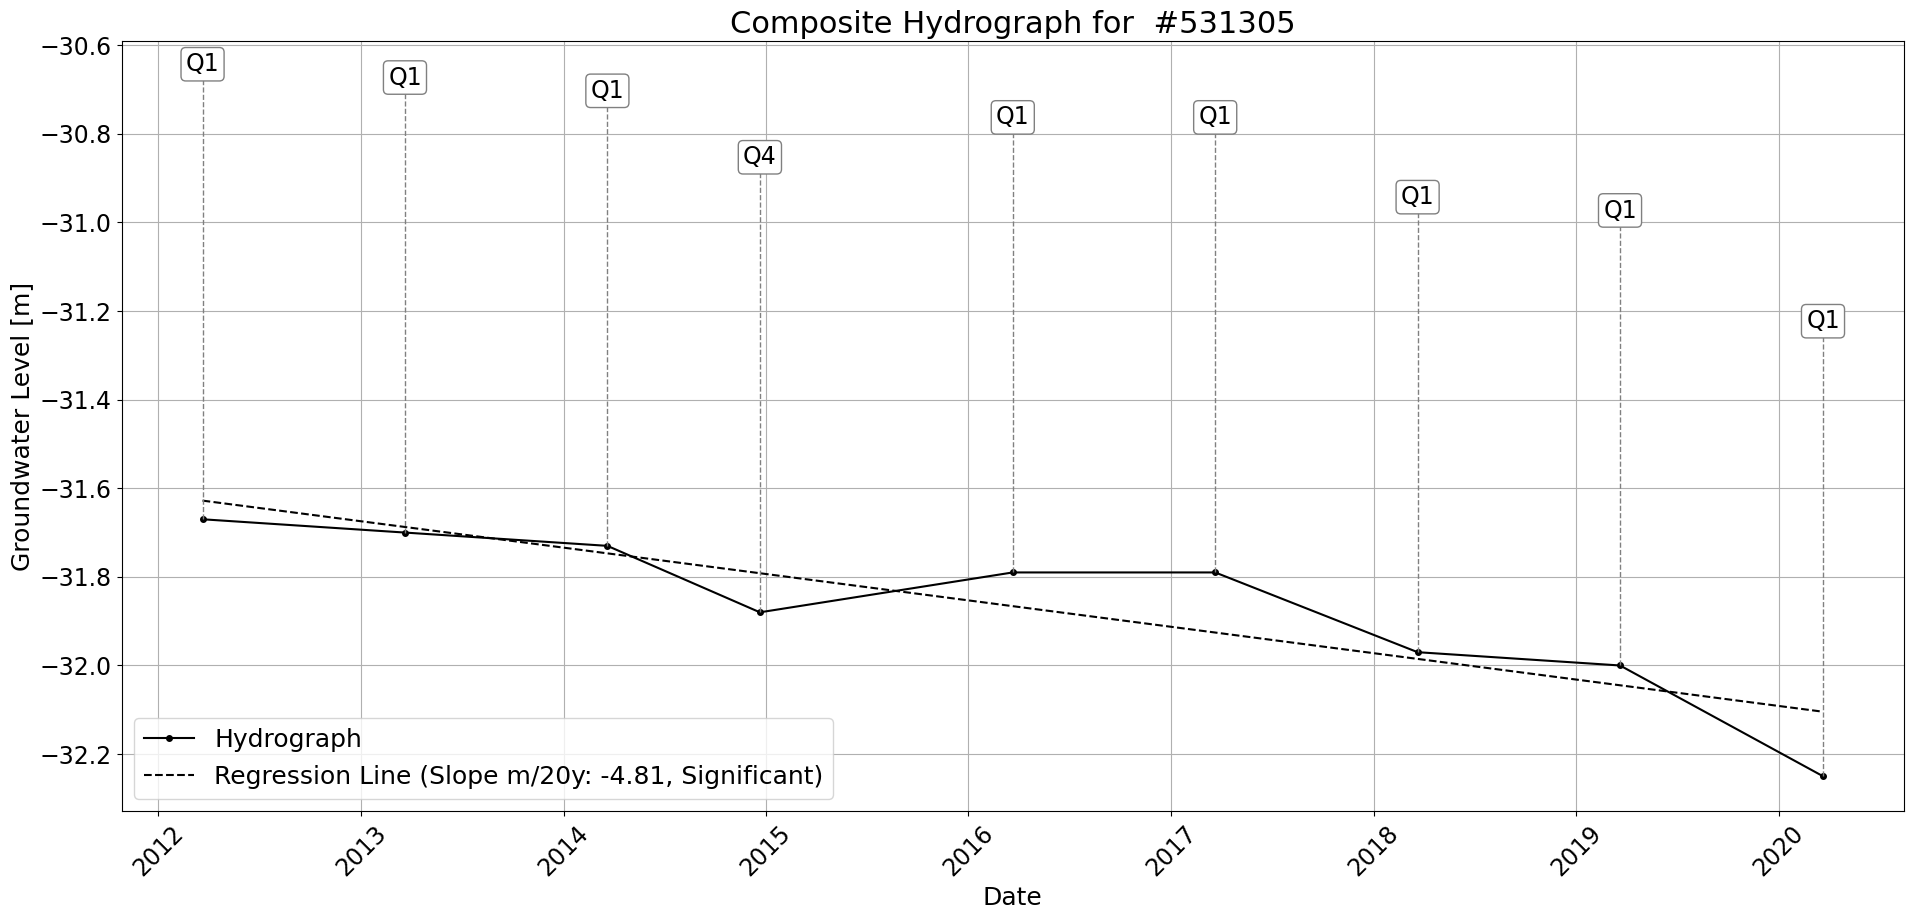 Composite Hydrograph for  #531305
−30.6
−30.8
−31.0
−31.2
−31.4
−31.6
−31.8
−32.0
−32.2
Groundwater Level [m]
Q1
Q1
Q1
Q4
Q1
Q1
Q1
Q1
Q1
Hydrograph
Regression Line (Slope m/20y: -4.81, Significant)
2012
2013
2014
2015
2016
2017
2018
2019
2020
Date